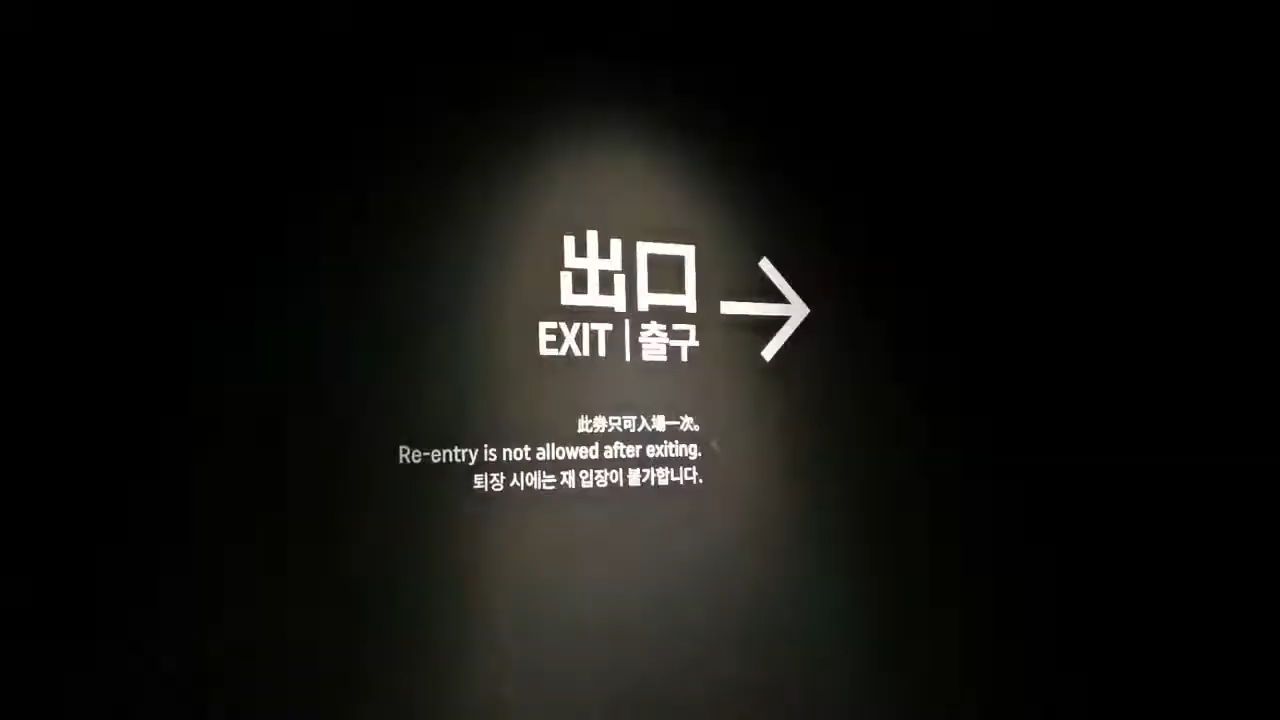 出口
EXIT | 출구
此券只可入場一次。
Re-entry is not allowed after exiting.
퇴장 시에는 재 입장이 불가합니다.